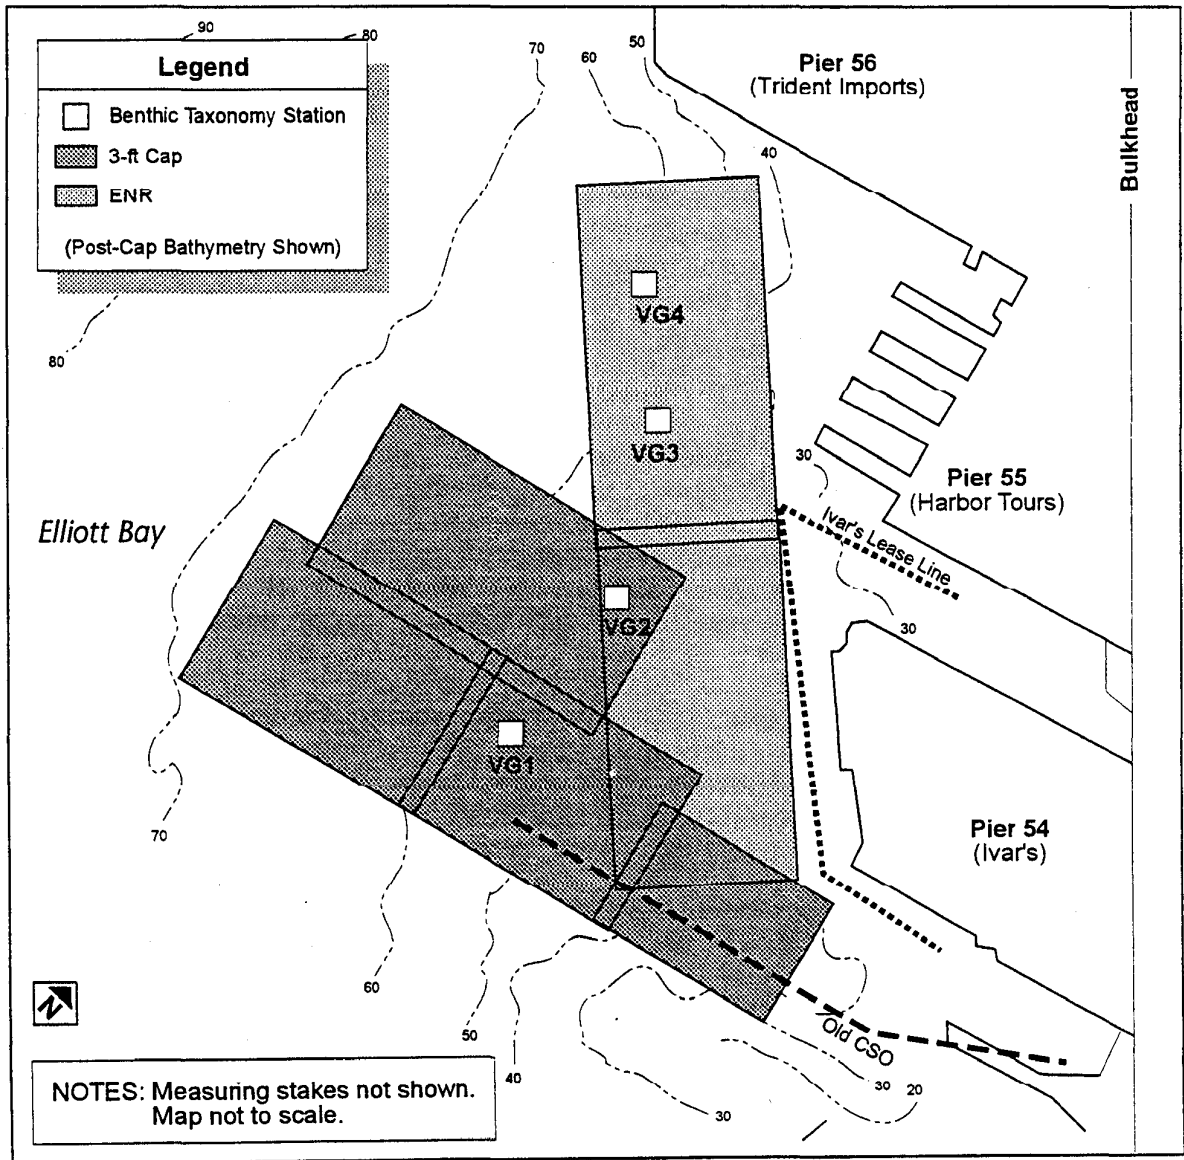 90
80
70
60
50
Legend
Benthic Taxonomy Station
3-ft Cap
ENR
(Post-Cap Bathymetry Shown)
Pier 56
(Trident Imports)
Bulkhead
40
80
VG4
VG3
30
Pier 55
(Harbor Tours)
Ivar's Lease Line
Elliott Bay
VG2
30
VG1
70
Pier 54
(Ivar's)
60
50
40
N
Old CSO
30
20
30
NOTES: Measuring stakes not shown.
Map not to scale.